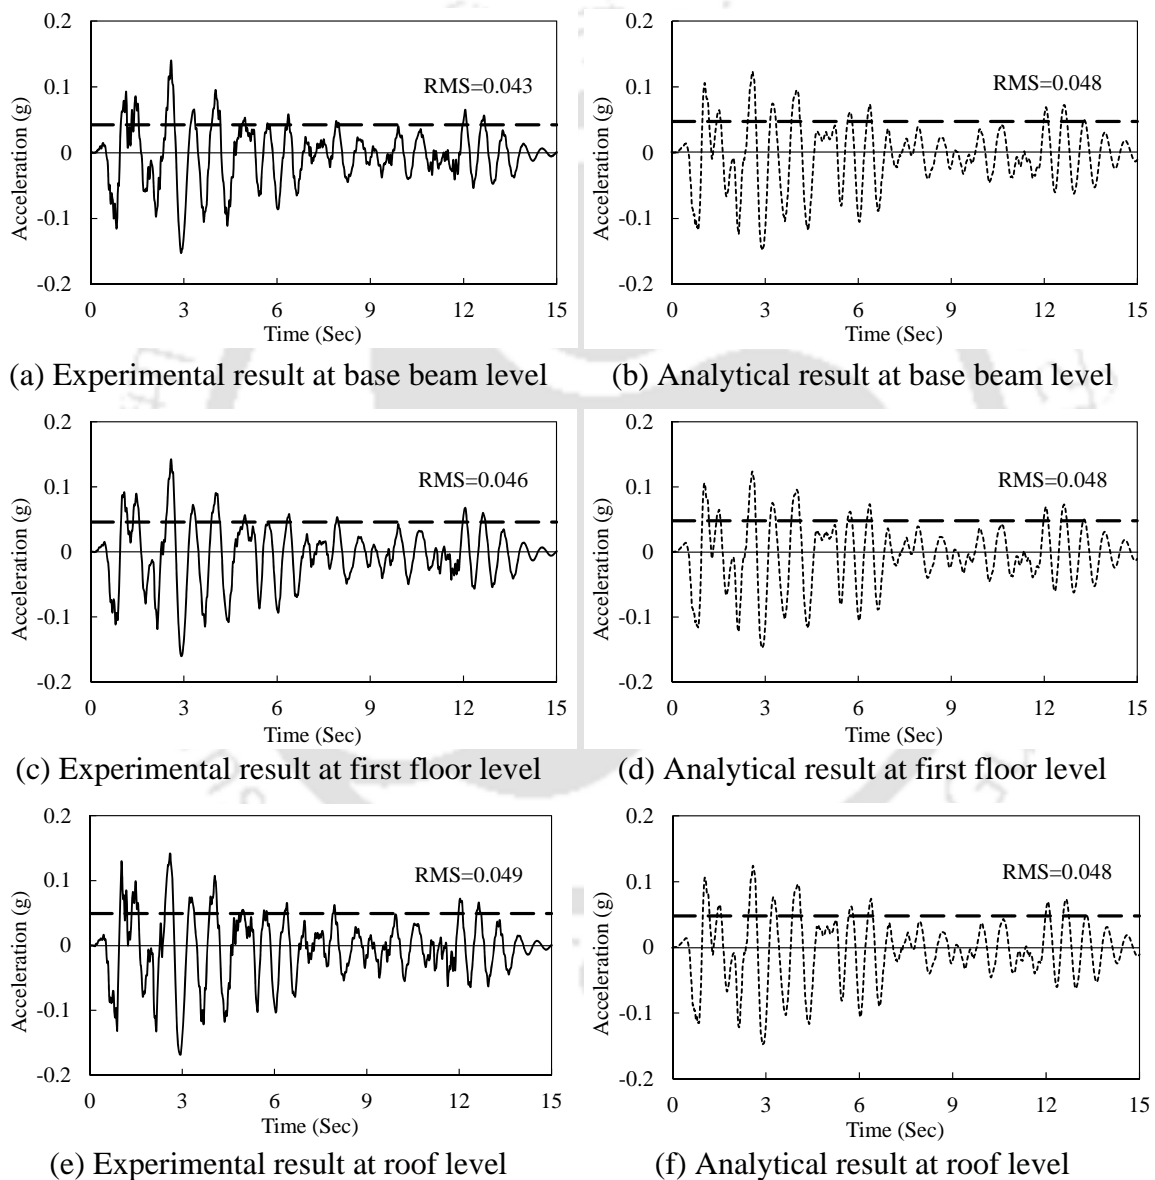 0.2 0.2
0.1 0.1
RMS=0.043 RMS=0.048
0 0
-0.1 -0.1
-0.2 -0.2
Acceleration (g) Acceleration (g)
0 3 6 9 12 15 0 3 6 9 12 15
Time (Sec) Time (Sec)
(a) Experimental result at base beam level (b) Analytical result at base beam level
0.2 0.2
RMS=0.046 RMS=0.048
0.1 0.1
0 0
-0.1 -0.1
-0.2 -0.2
Acceleration (g) Acceleration (g)
0 3 6 9 12 15 0 3 6 9 12 15
Time (Sec) Time (Sec)
(c) Experimental result at first floor level (d) Analytical result at first floor level
0.2 0.2
RMS=0.049 RMS=0.048
0.1 0.1
0 0
-0.1 -0.1
-0.2 -0.2
Acceleration (g) Acceleration (g)
0 3 6 9 12 15 0 3 6 9 12 15
Time (Sec) Time (Sec)
(e) Experimental result at roof level (f) Analytical result at roof level